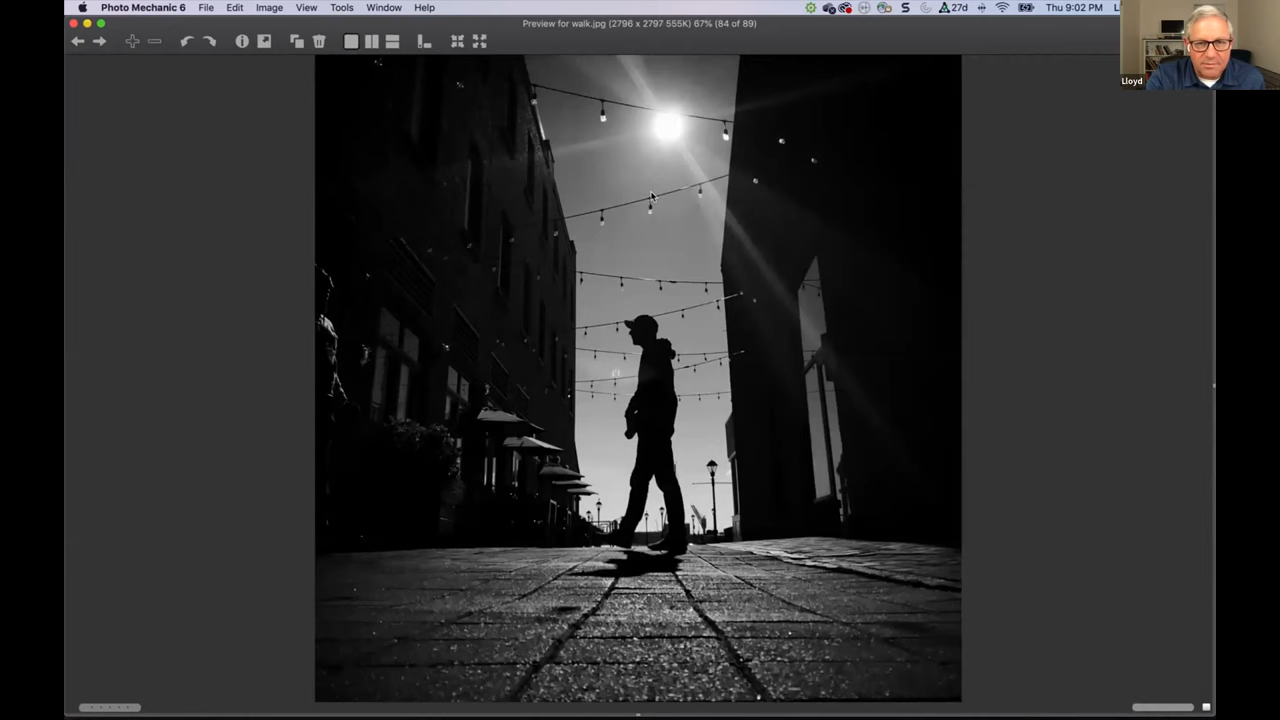 Photo Mechanic 6 File Edit Image View Tools Window Help 27d Thu 9:02 PM
Preview for walk.jpg (2796 x 2797 555K) 67% (84 of 89)
Lloyd